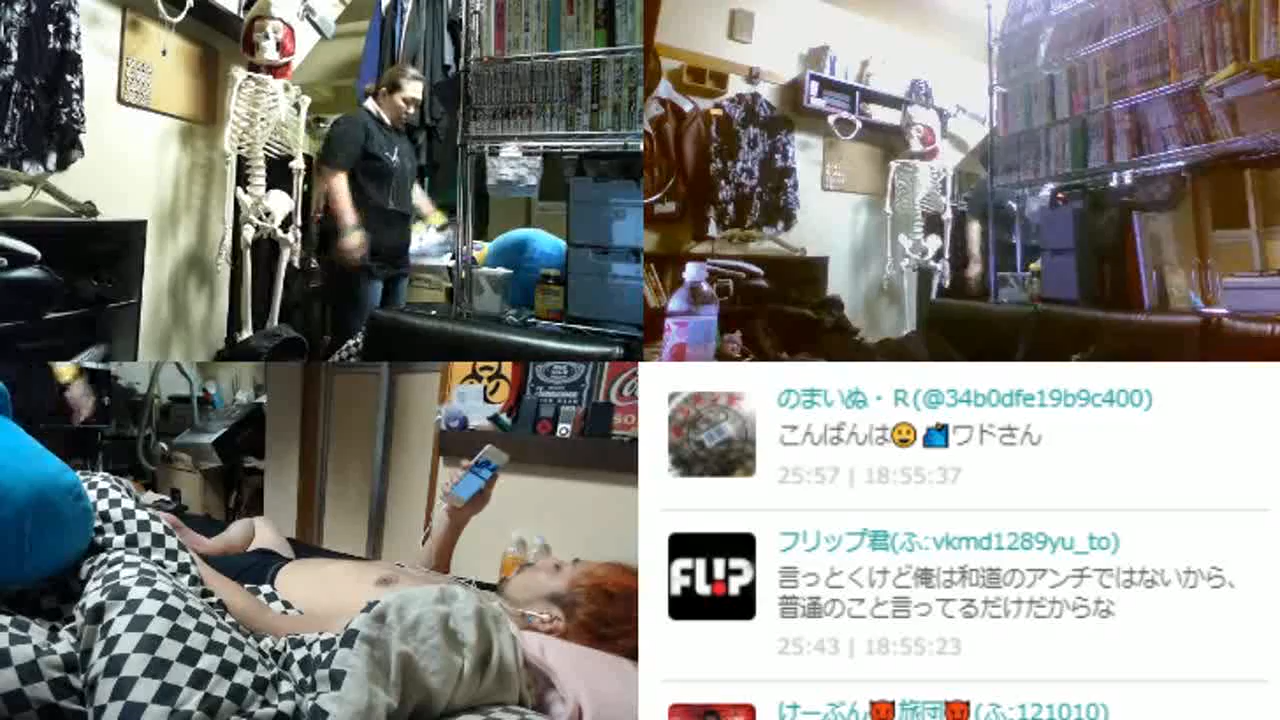 のまいぬ・R(@34b0dfe19b9c400)
こんばんは😀 🏙ワドさん
25:57 | 18:55:37
FL!P
フリップ君(ふ:vkmd1289yu_to)
言っとくけど俺は和道のアンチではないから、
普通のこと言ってるだけだからな
25:43 | 18:55:23
けーぶん👿旅団👿(ふ:121010)